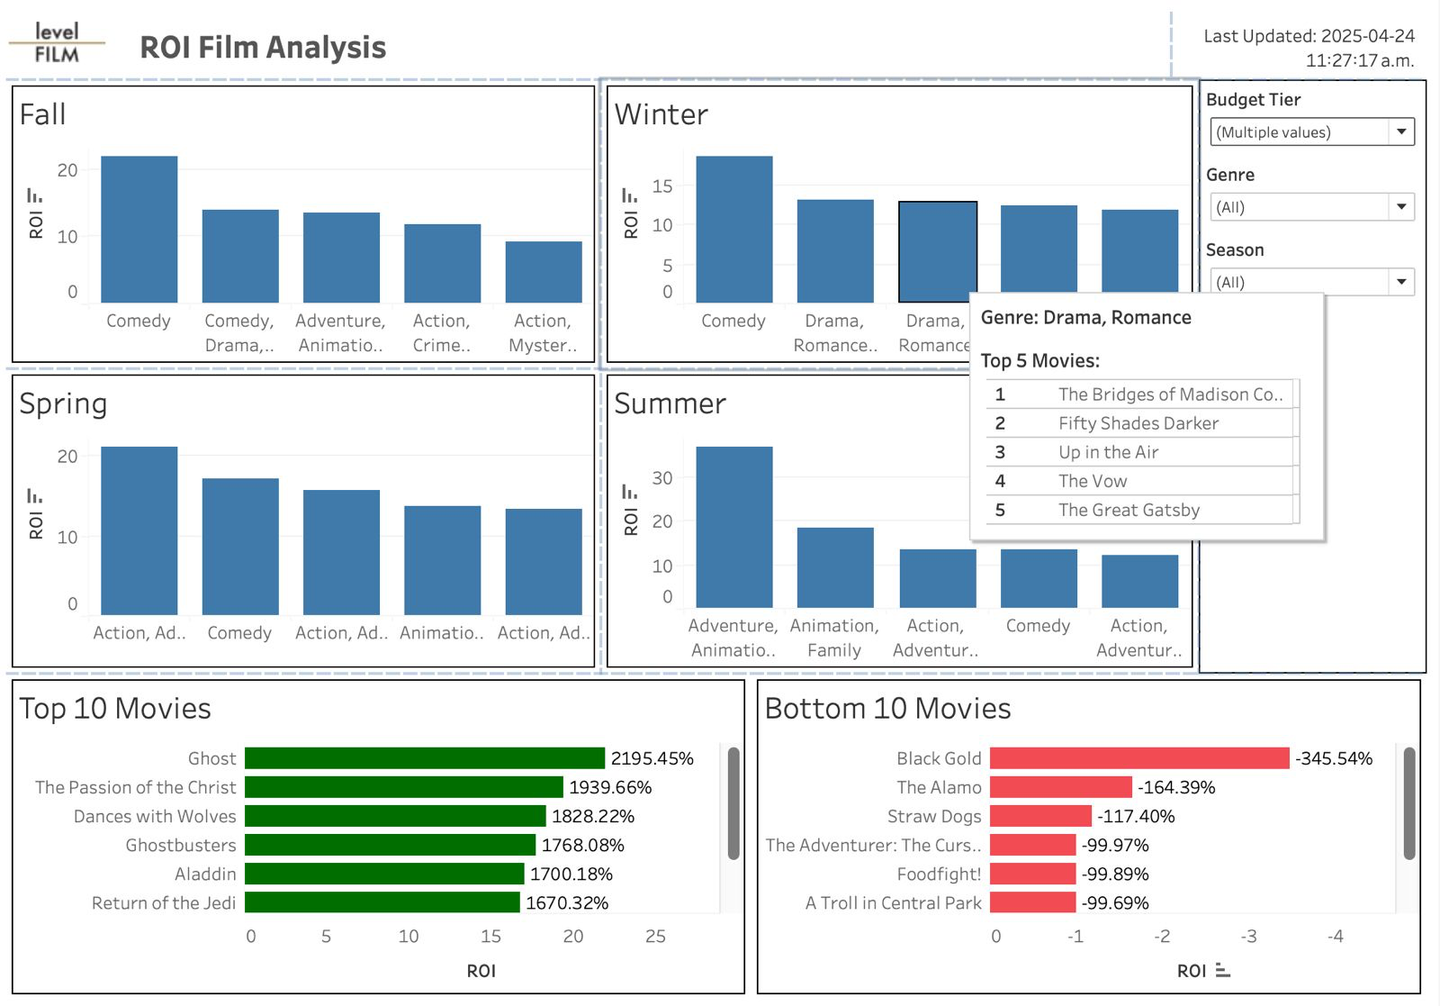 level
FILM
ROI Film Analysis
Last Updated: 2025-04-24
11:27:17 a.m.
Fall
20
10
0
ROI
Comedy
Comedy,
Drama,..
Adventure,
Animatio..
Action,
Crime..
Action,
Myster..
Winter
15
10
5
0
ROI
Comedy
Drama,
Romance..
Drama,
Romance
Budget Tier
(Multiple values)
Genre
(All)
Season
(All)
Genre: Drama, Romance
Top 5 Movies:
1 The Bridges of Madison Co..
2 Fifty Shades Darker
3 Up in the Air
4 The Vow
5 The Great Gatsby
Spring
20
10
0
ROI
Action, Ad..
Comedy
Action, Ad..
Animatio..
Action, Ad..
Summer
30
20
10
0
ROI
Adventure,
Animatio..
Animation,
Family
Action,
Adventur..
Comedy
Action,
Adventur..
Top 10 Movies
Ghost 2195.45%
The Passion of the Christ 1939.66%
Dances with Wolves 1828.22%
Ghostbusters 1768.08%
Aladdin 1700.18%
Return of the Jedi 1670.32%
0 5 10 15 20 25
ROI
Bottom 10 Movies
Black Gold -345.54%
The Alamo -164.39%
Straw Dogs -117.40%
The Adventurer: The Curs.. -99.97%
Foodfight! -99.89%
A Troll in Central Park -99.69%
0 -1 -2 -3 -4
ROI